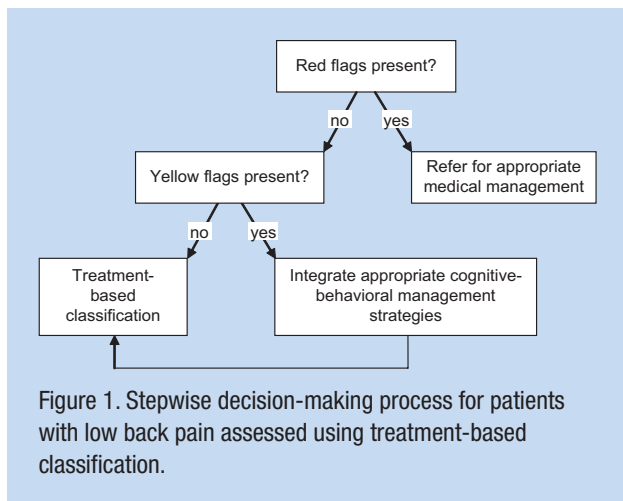 Red flags present?
no
yes
Yellow flags present?
Refer for appropriate
medical management
no
yes
Treatment-
based
classification
Integrate appropriate cognitive-
behavioral management
strategies
Figure 1. Stepwise decision-making process for patients
with low back pain assessed using treatment-based
classification.